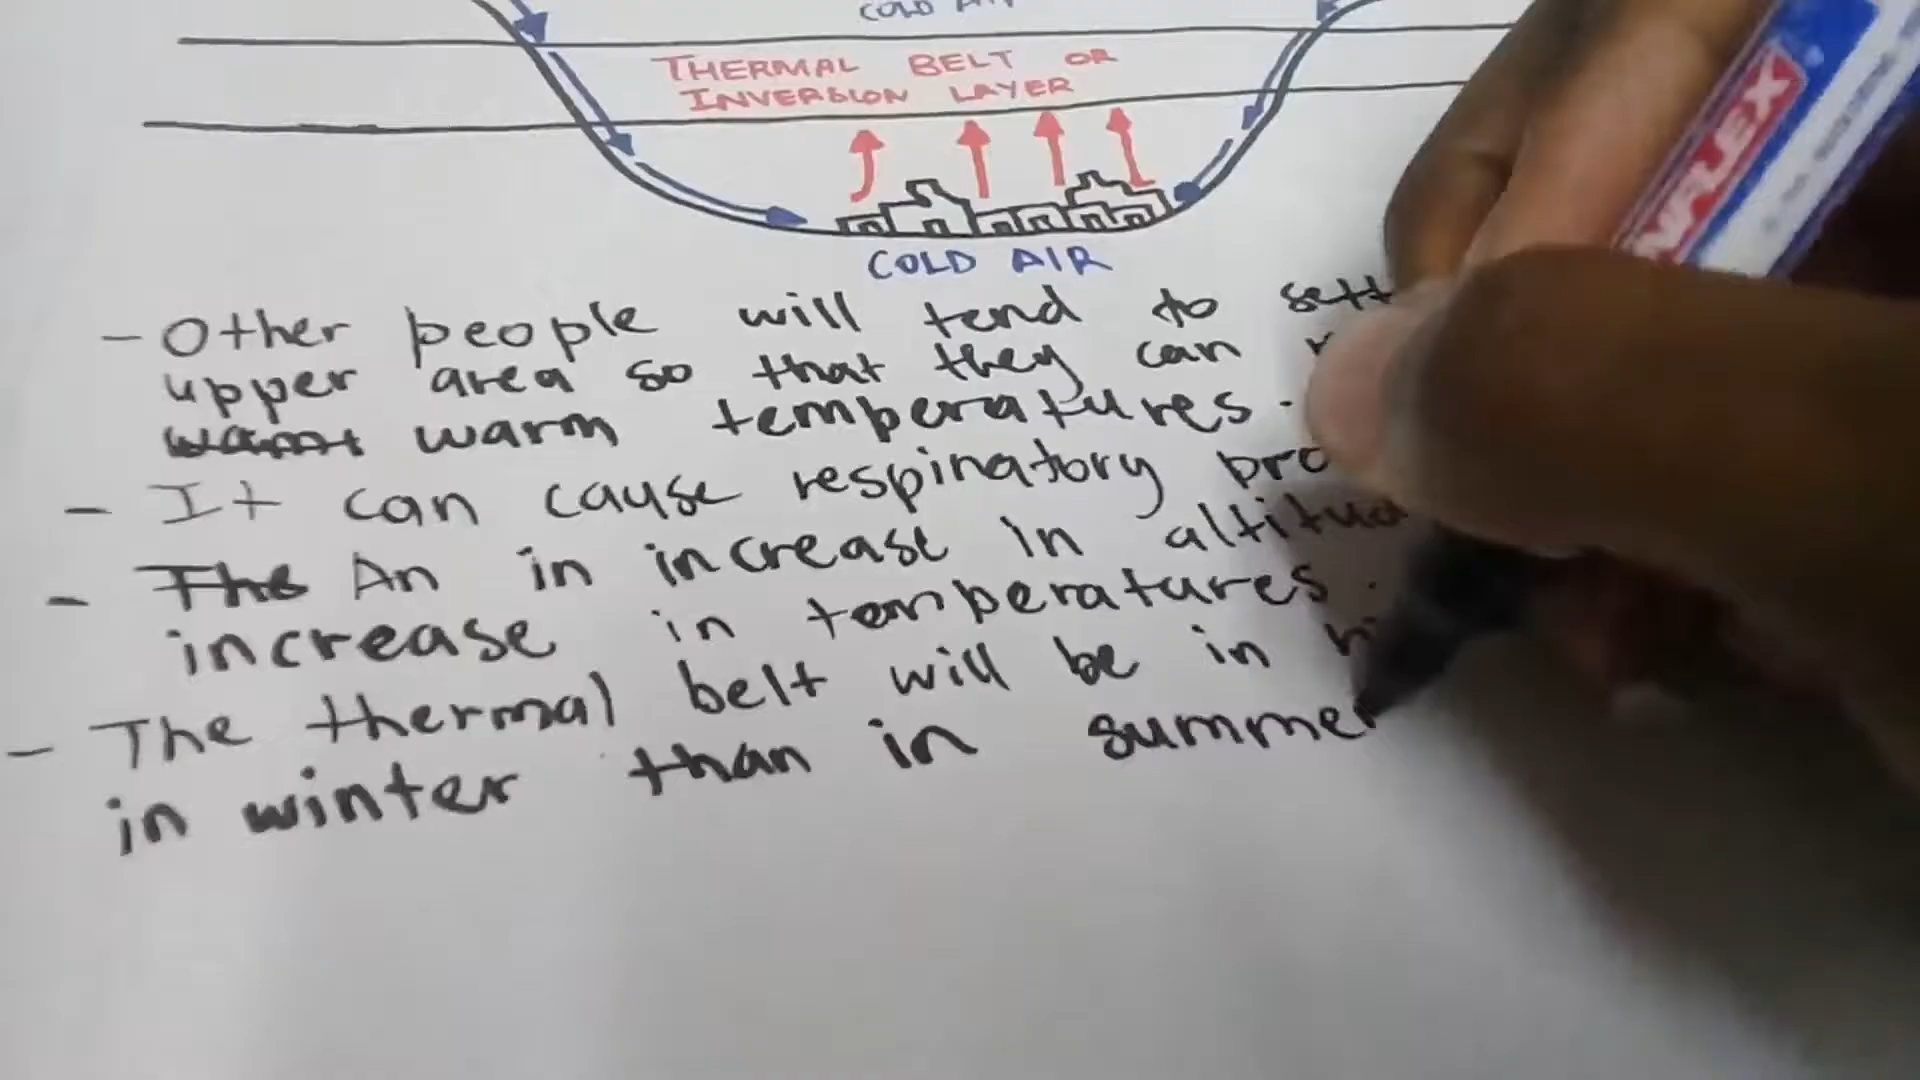 COLD AIR
THERMAL BELT OR
INVERSION LAYER
COLD AIR
- Other people will tend to
upper area so that they can
warm temperatures.
- It can cause respiratory
- The An in increase in
increase in temperatures.
- The thermal belt will be in
in winter than in summer